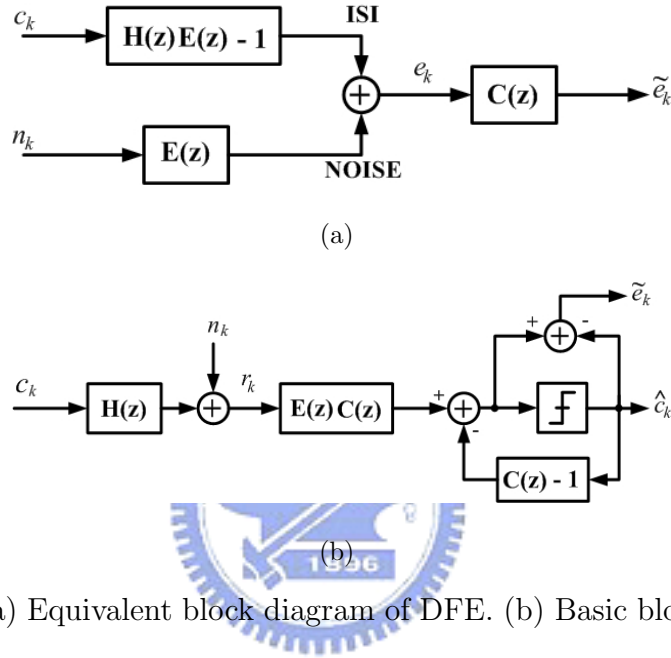 c_k
H(z)E(z) - 1
ISI
e_k
C(z)
ẽ_k
n_k
E(z)
NOISE
(a)
n_k
+
-
ẽ_k
c_k
H(z)
r_k
E(z)C(z)
+
-
ĉ_k
C(z) - 1
(b)
1896
a) Equivalent block diagram of DFE. (b) Basic blo